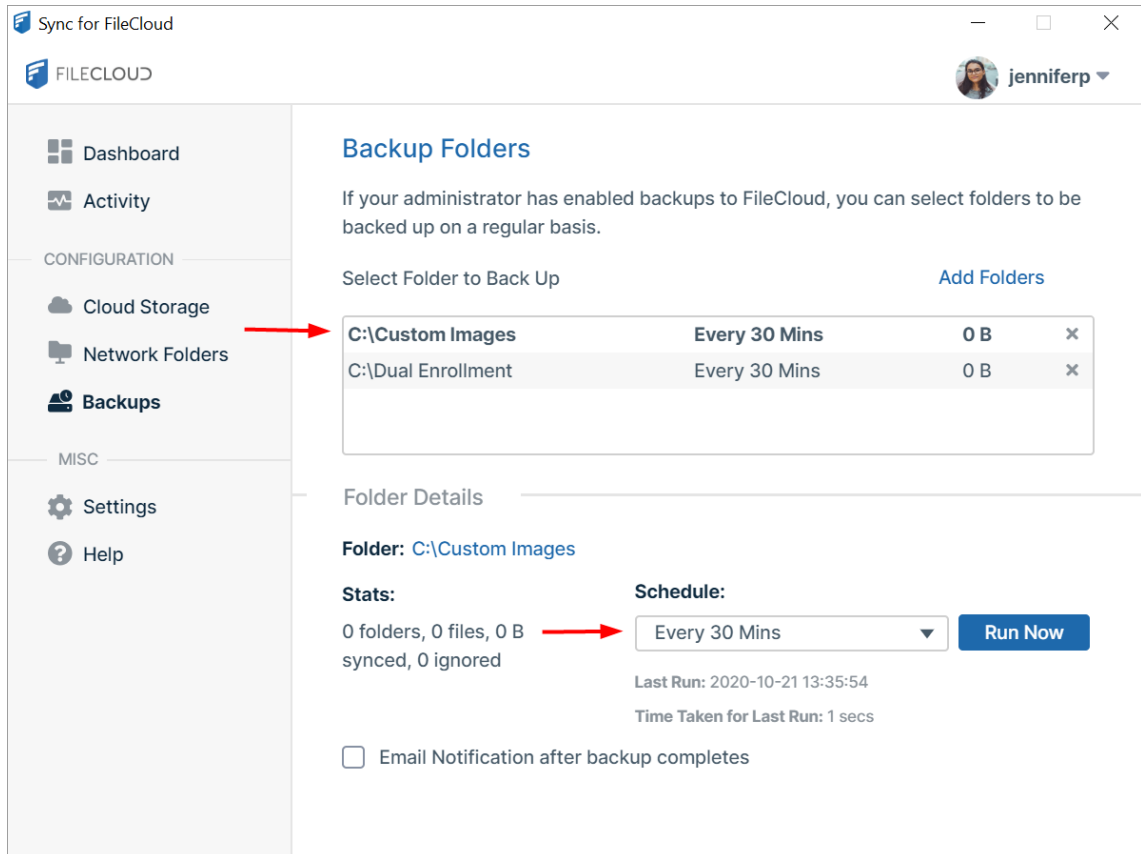 Sync for FileCloud
FILECLOUD
jenniferp
Dashboard
Activity
CONFIGURATION
Cloud Storage
Network Folders
Backups
MISC
Settings
Help
Backup Folders
If your administrator has enabled backups to FileCloud, you can select folders to be
backed up on a regular basis.
Select Folder to Back Up
Add Folders
C:\Custom Images Every 30 Mins 0 B ×
C:\Dual Enrollment Every 30 Mins 0 B ×
Folder Details
Folder: C:\Custom Images
Stats:
0 folders, 0 files, 0 B
synced, 0 ignored
Schedule:
Every 30 Mins
Run Now
Last Run: 2020-10-21 13:35:54
Time Taken for Last Run: 1 secs
Email Notification after backup completes